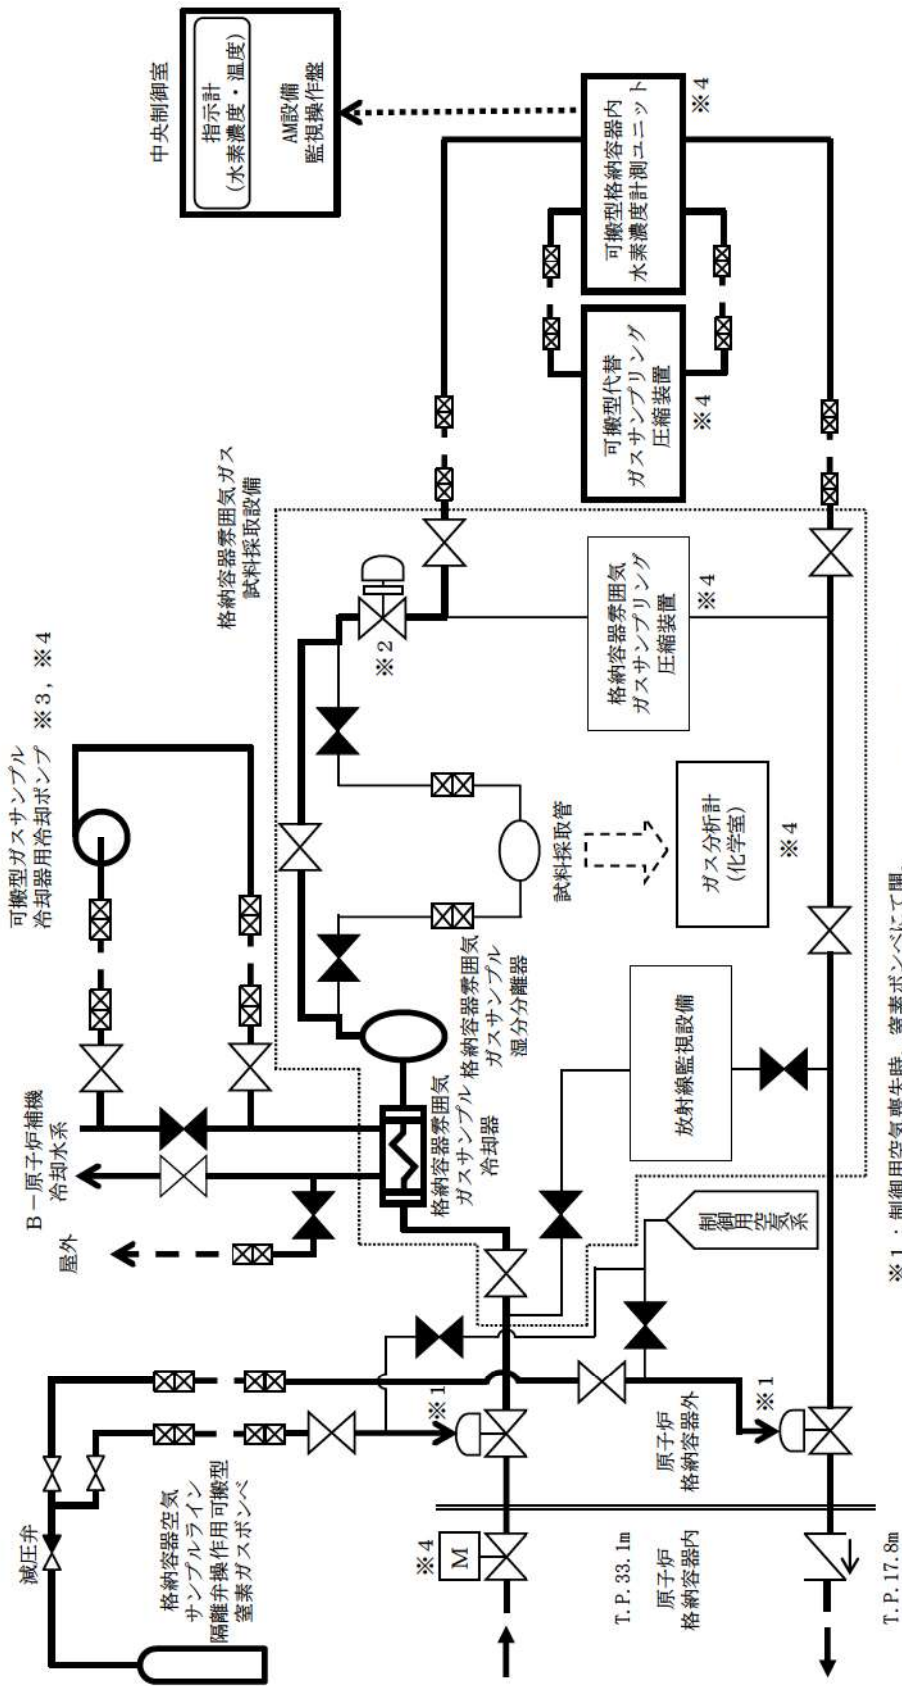 減圧弁
格納容器空気
サンプルライン
隔離弁操作用可搬型
窒素ガスボンベ
屋外
B－原子炉補機
冷却水系
可搬型ガスサンプル
冷却器用冷却ポンプ ※3，※4
中央制御室
指示計
(水素濃度・温度)
AM設備
監視操作盤
格納容器雰囲気ガス
試料採取設備
※2
格納容器雰囲気
ガスサンプル
冷却器
格納容器雰囲気
ガスサンプル
湿分分離器
試料採取管
ガス分析計
(化学室)
※4
格納容器雰囲気
ガスサンプリング
圧縮装置
※4
可搬型代替
ガスサンプリング
圧縮装置
※4
可搬型格納容器内
水素濃度計測ユニット
※4
放射線監視設備
制御用空気系
※1
※1
※4
M
T.P.33.1m
原子炉
格納容器内
原子炉
格納容器外
T.P.17.8m
※1：制御用空気喪失時，窒素ボンベにて開。